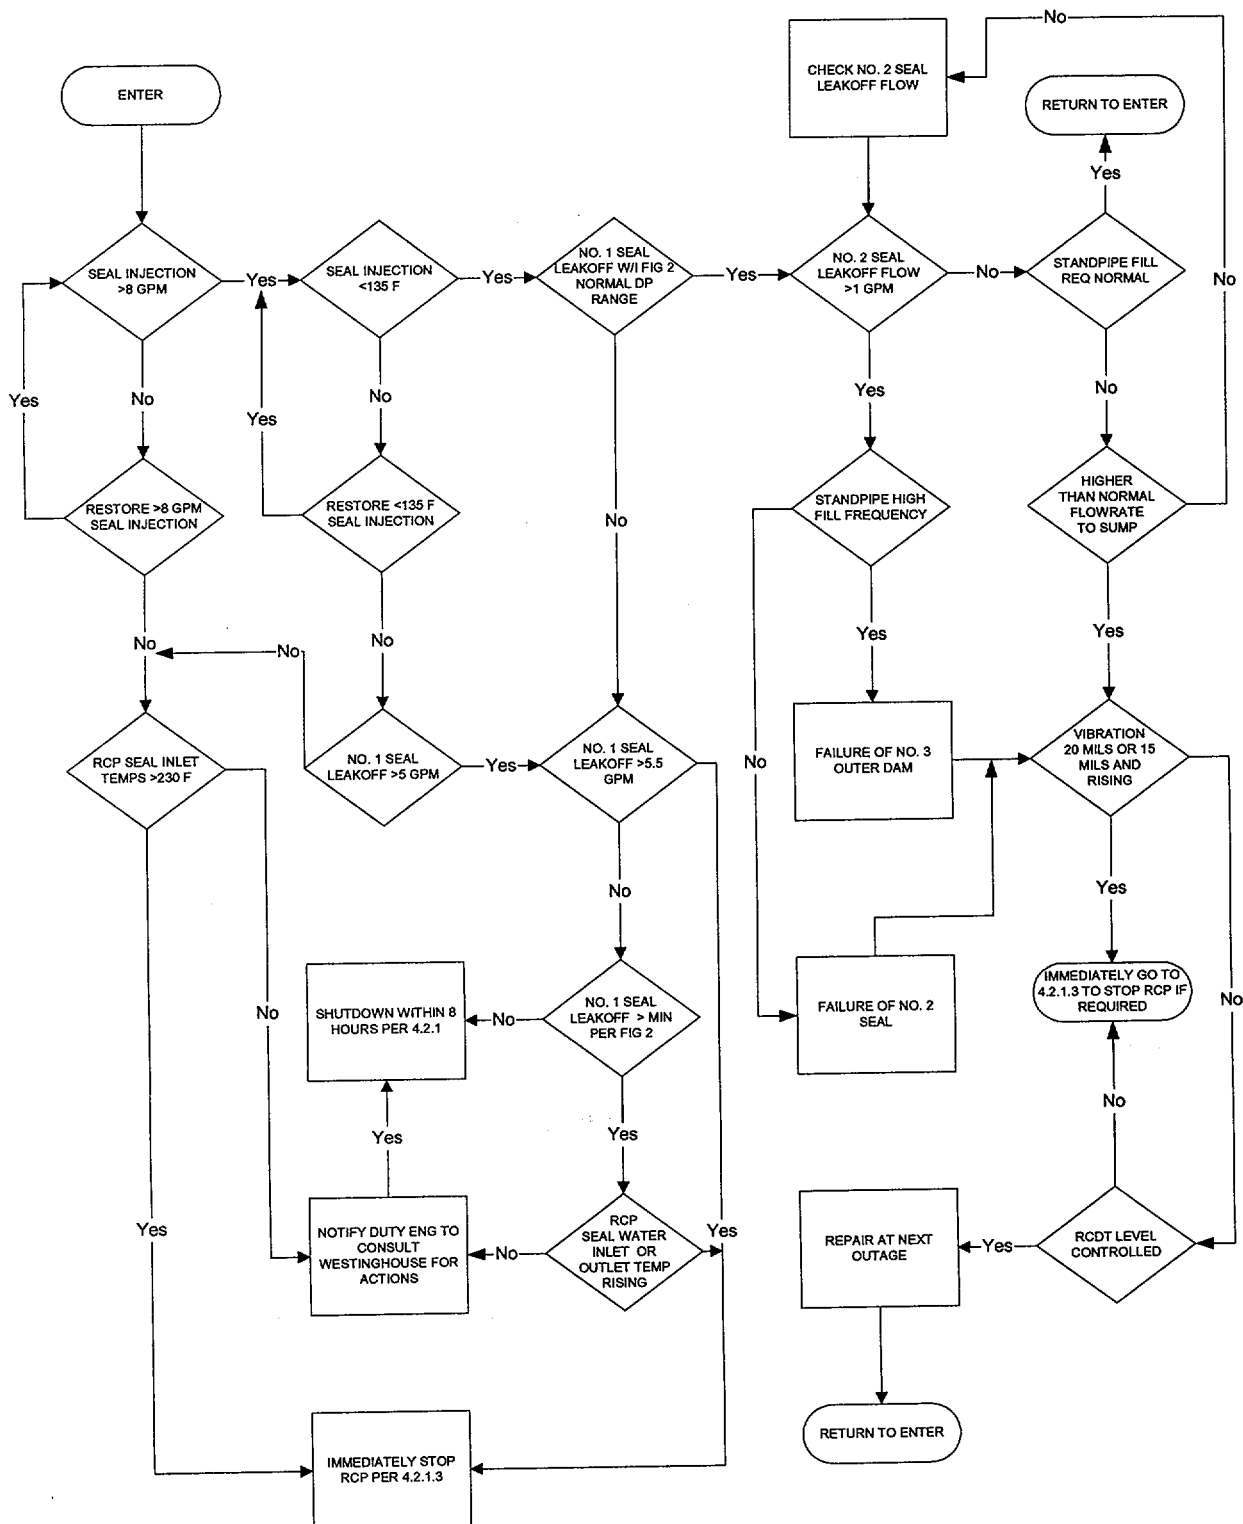 No
CHECK NO. 2 SEAL
LEAKOFF FLOW
ENTER
RETURN TO ENTER
Yes
SEAL INJECTION
>8 GPM
Yes
SEAL INJECTION
<135 F
Yes
NO. 1 SEAL
LEAKOFF W/I FIG 2
NORMAL DP
RANGE
Yes
NO. 2 SEAL
LEAKOFF FLOW
>1 GPM
No
STANDPIPE FILL
REQ NORMAL
No
Yes
No
Yes
No
No
Yes
No
RESTORE >8 GPM
SEAL INJECTION
RESTORE <135 F
SEAL INJECTION
STANDPIPE HIGH
FILL FREQUENCY
HIGHER
THAN NORMAL
FLOWRATE
TO SUMP
No
No
No
No
Yes
Yes
RCP SEAL INLET
TEMPS >230 F
NO. 1 SEAL
LEAKOFF >5 GPM
Yes
NO. 1 SEAL
LEAKOFF >5.5
GPM
No
FAILURE OF NO. 3
OUTER DAM
VIBRATION
20 MILS OR 15
MILS AND
RISING
No
Yes
No
SHUTDOWN WITHIN 8
HOURS PER 4.2.1
No
NO. 1 SEAL
LEAKOFF > MIN
PER FIG 2
FAILURE OF NO. 2
SEAL
IMMEDIATELY GO TO
4.2.1.3 TO STOP RCP IF
REQUIRED
No
Yes
Yes
No
Yes
NOTIFY DUTY ENG TO
CONSULT
WESTINGHOUSE FOR
ACTIONS
No
RCP
SEAL WATER
INLET OR
OUTLET TEMP
RISING
Yes
REPAIR AT NEXT
OUTAGE
Yes
RCDT LEVEL
CONTROLLED
IMMEDIATELY STOP
RCP PER 4.2.1.3
RETURN TO ENTER